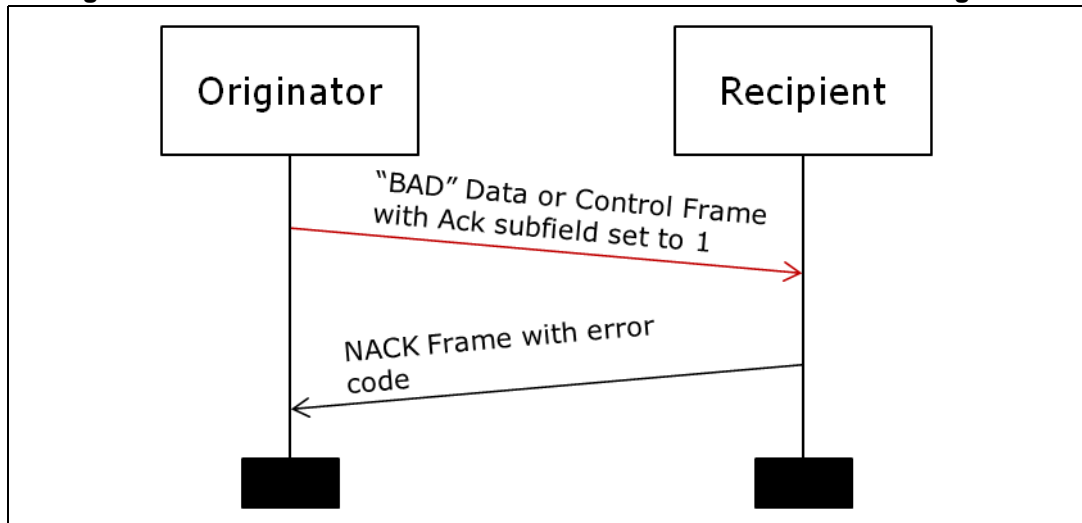 Originator
Recipient
“BAD” Data or Control Frame
with Ack subfield set to 1
NACK Frame with error
code